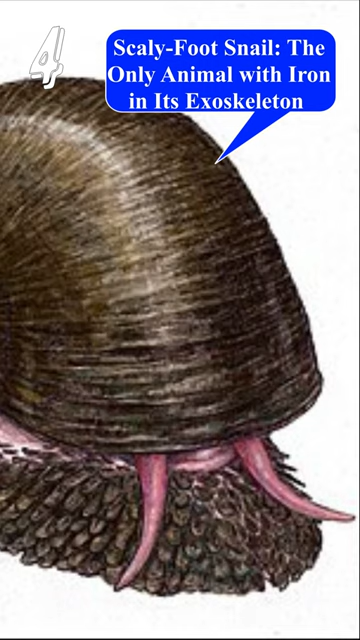 4
Scaly-Foot Snail: The
Only Animal with Iron
in Its Exoskeleton